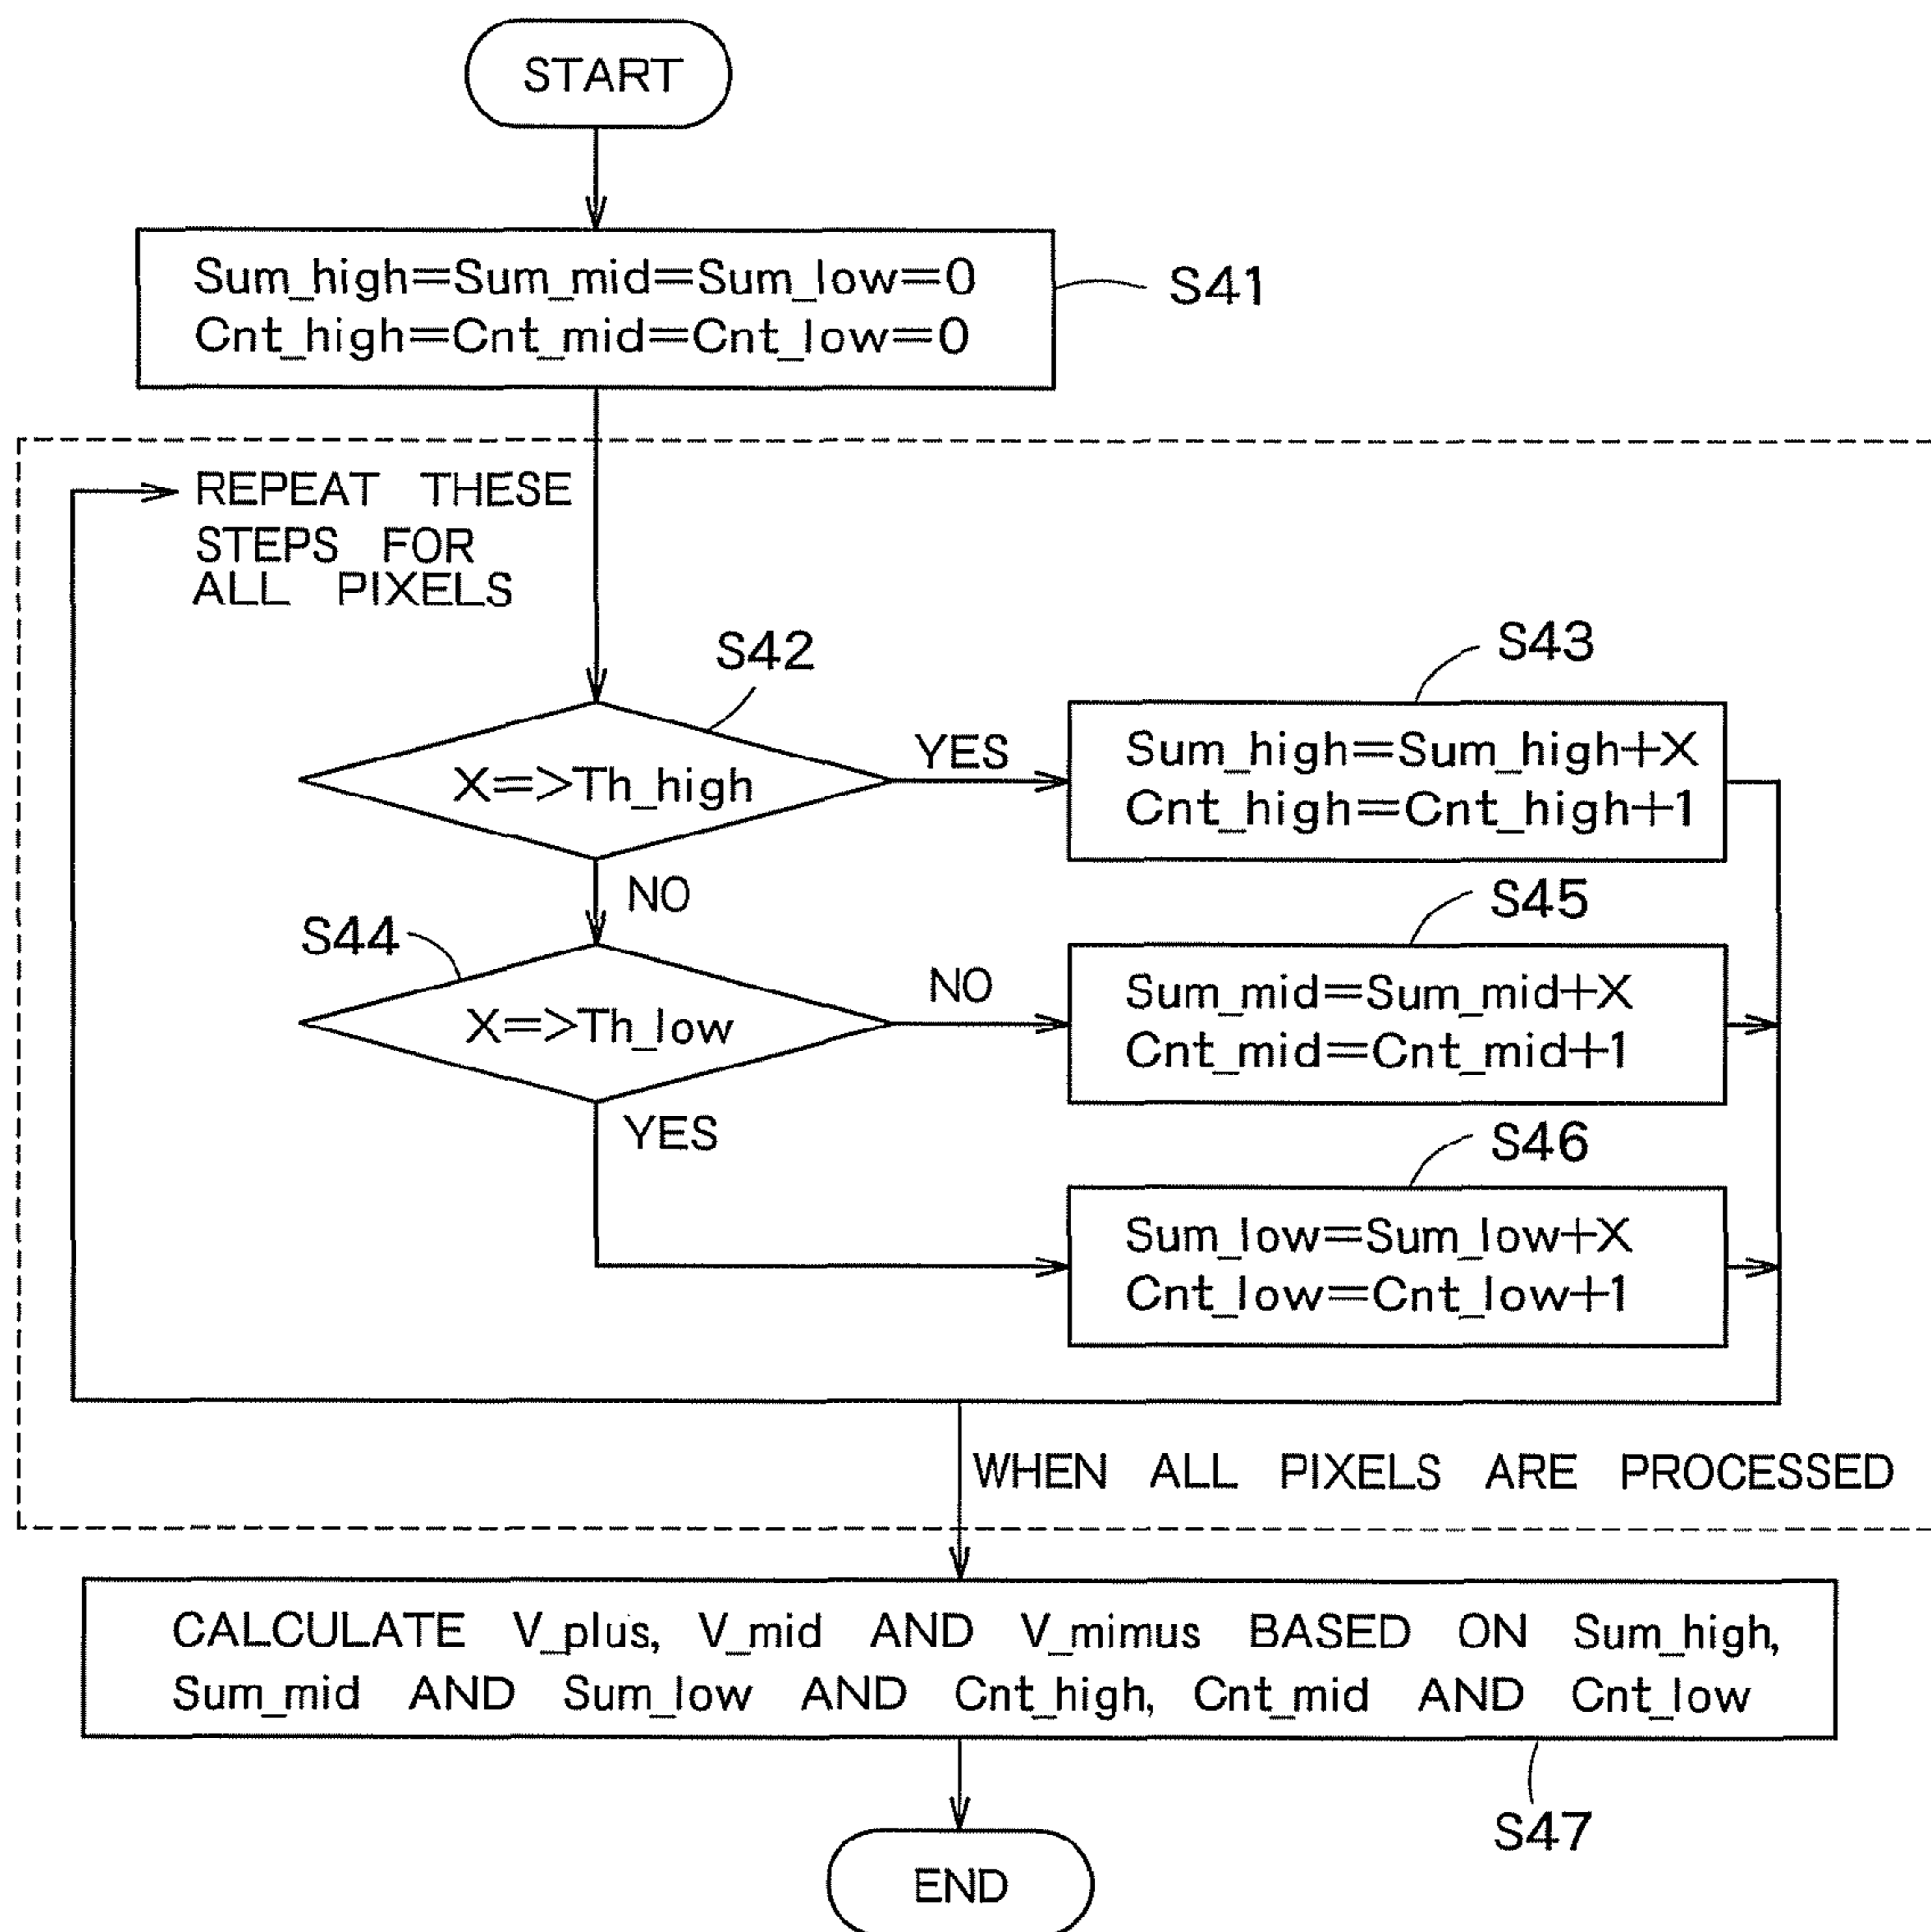 START
Sum_high=Sum_mid=Sum_low=0
Cnt_high=Cnt_mid=Cnt_low=0
S41
REPEAT THESE
STEPS FOR
ALL PIXELS
S42
X=>Th_high
YES
S43
Sum_high=Sum_high+X
Cnt_high=Cnt_high+1
NO
S44
X=>Th_low
NO
S45
Sum_mid=Sum_mid+X
Cnt_mid=Cnt_mid+1
YES
S46
Sum_low=Sum_low+X
Cnt_low=Cnt_low+1
WHEN ALL PIXELS ARE PROCESSED
CALCULATE V_plus, V_mid AND V_mimus BASED ON Sum_high,
Sum_mid AND Sum_low AND Cnt_high, Cnt_mid AND Cnt_low
S47
END